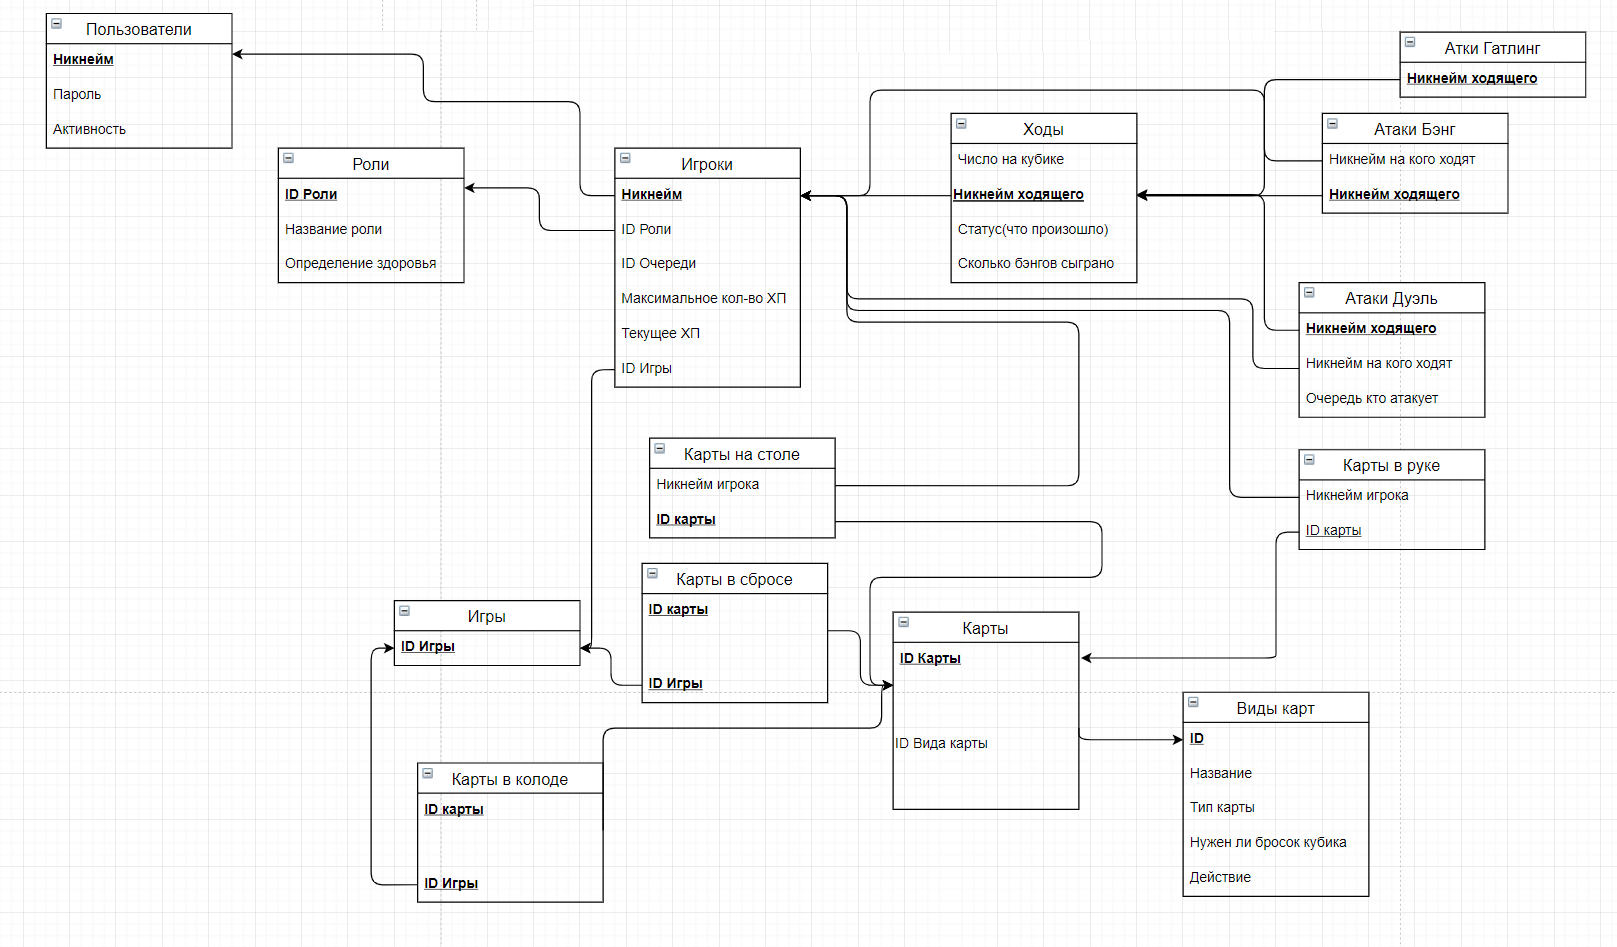 Пользователи
Никнейм
Пароль
Активность
Роли
ID Роли
Название роли
Определение здоровья
Игроки
Никнейм
ID Роли
ID Очереди
Максимальное кол-во ХП
Текущее ХП
ID Игры
Ходы
Число на кубике
Никнейм ходящего
Статус(что произошло)
Сколько бэнгов сыграно
Атки Гатлинг
Никнейм ходящего
Атаки Бэнг
Никнейм на кого ходят
Никнейм ходящего
Атаки Дуэль
Никнейм ходящего
Никнейм на кого ходят
Очередь кто атакует
Карты на столе
Никнейм игрока
ID карты
Карты в руке
Никнейм игрока
ID карты
Карты в сбросе
ID карты
ID Игры
Игры
ID Игры
Карты
ID Карты
ID Вида карты
Виды карт
ID
Название
Тип карты
Нужен ли бросок кубика
Действие
Карты в колоде
ID карты
ID Игры